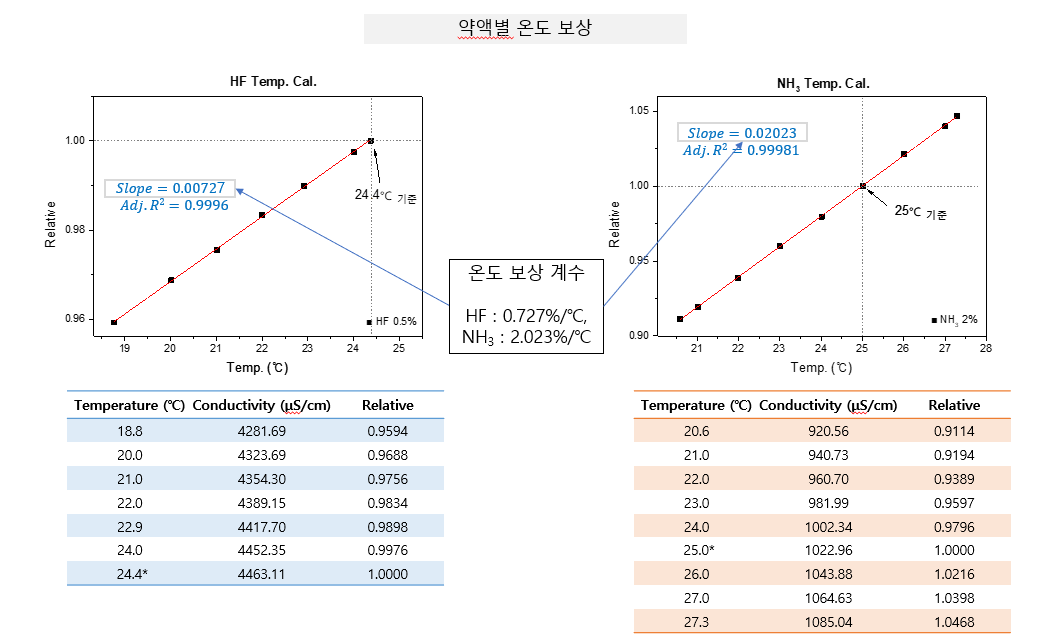 약액별 온도 보상
HF Temp. Cal.
1.00
0.98
0.96
Relative
Slope = 0.00727
Adj. R² = 0.9996
24.4℃ 기준
HF 0.5%
19 20 21 22 23 24 25
Temp. (℃)
NH₃ Temp. Cal.
1.05
1.00
0.95
0.90
Relative
Slope = 0.02023
Adj. R² = 0.99981
25℃ 기준
NH₃ 2%
21 22 23 24 25 26 27 28
Temp. (℃)
온도 보상 계수
HF : 0.727%/℃,
NH₃ : 2.023%/℃
Temperature (℃) Conductivity (μS/cm) Relative
18.8 4281.69 0.9594
20.0 4323.69 0.9688
21.0 4354.30 0.9756
22.0 4389.15 0.9834
22.9 4417.70 0.9898
24.0 4452.35 0.9976
24.4* 4463.11 1.0000
Temperature (℃) Conductivity (μS/cm) Relative
20.6 920.56 0.9114
21.0 940.73 0.9194
22.0 960.70 0.9389
23.0 981.99 0.9597
24.0 1002.34 0.9796
25.0* 1022.96 1.0000
26.0 1043.88 1.0216
27.0 1064.63 1.0398
27.3 1085.04 1.0468